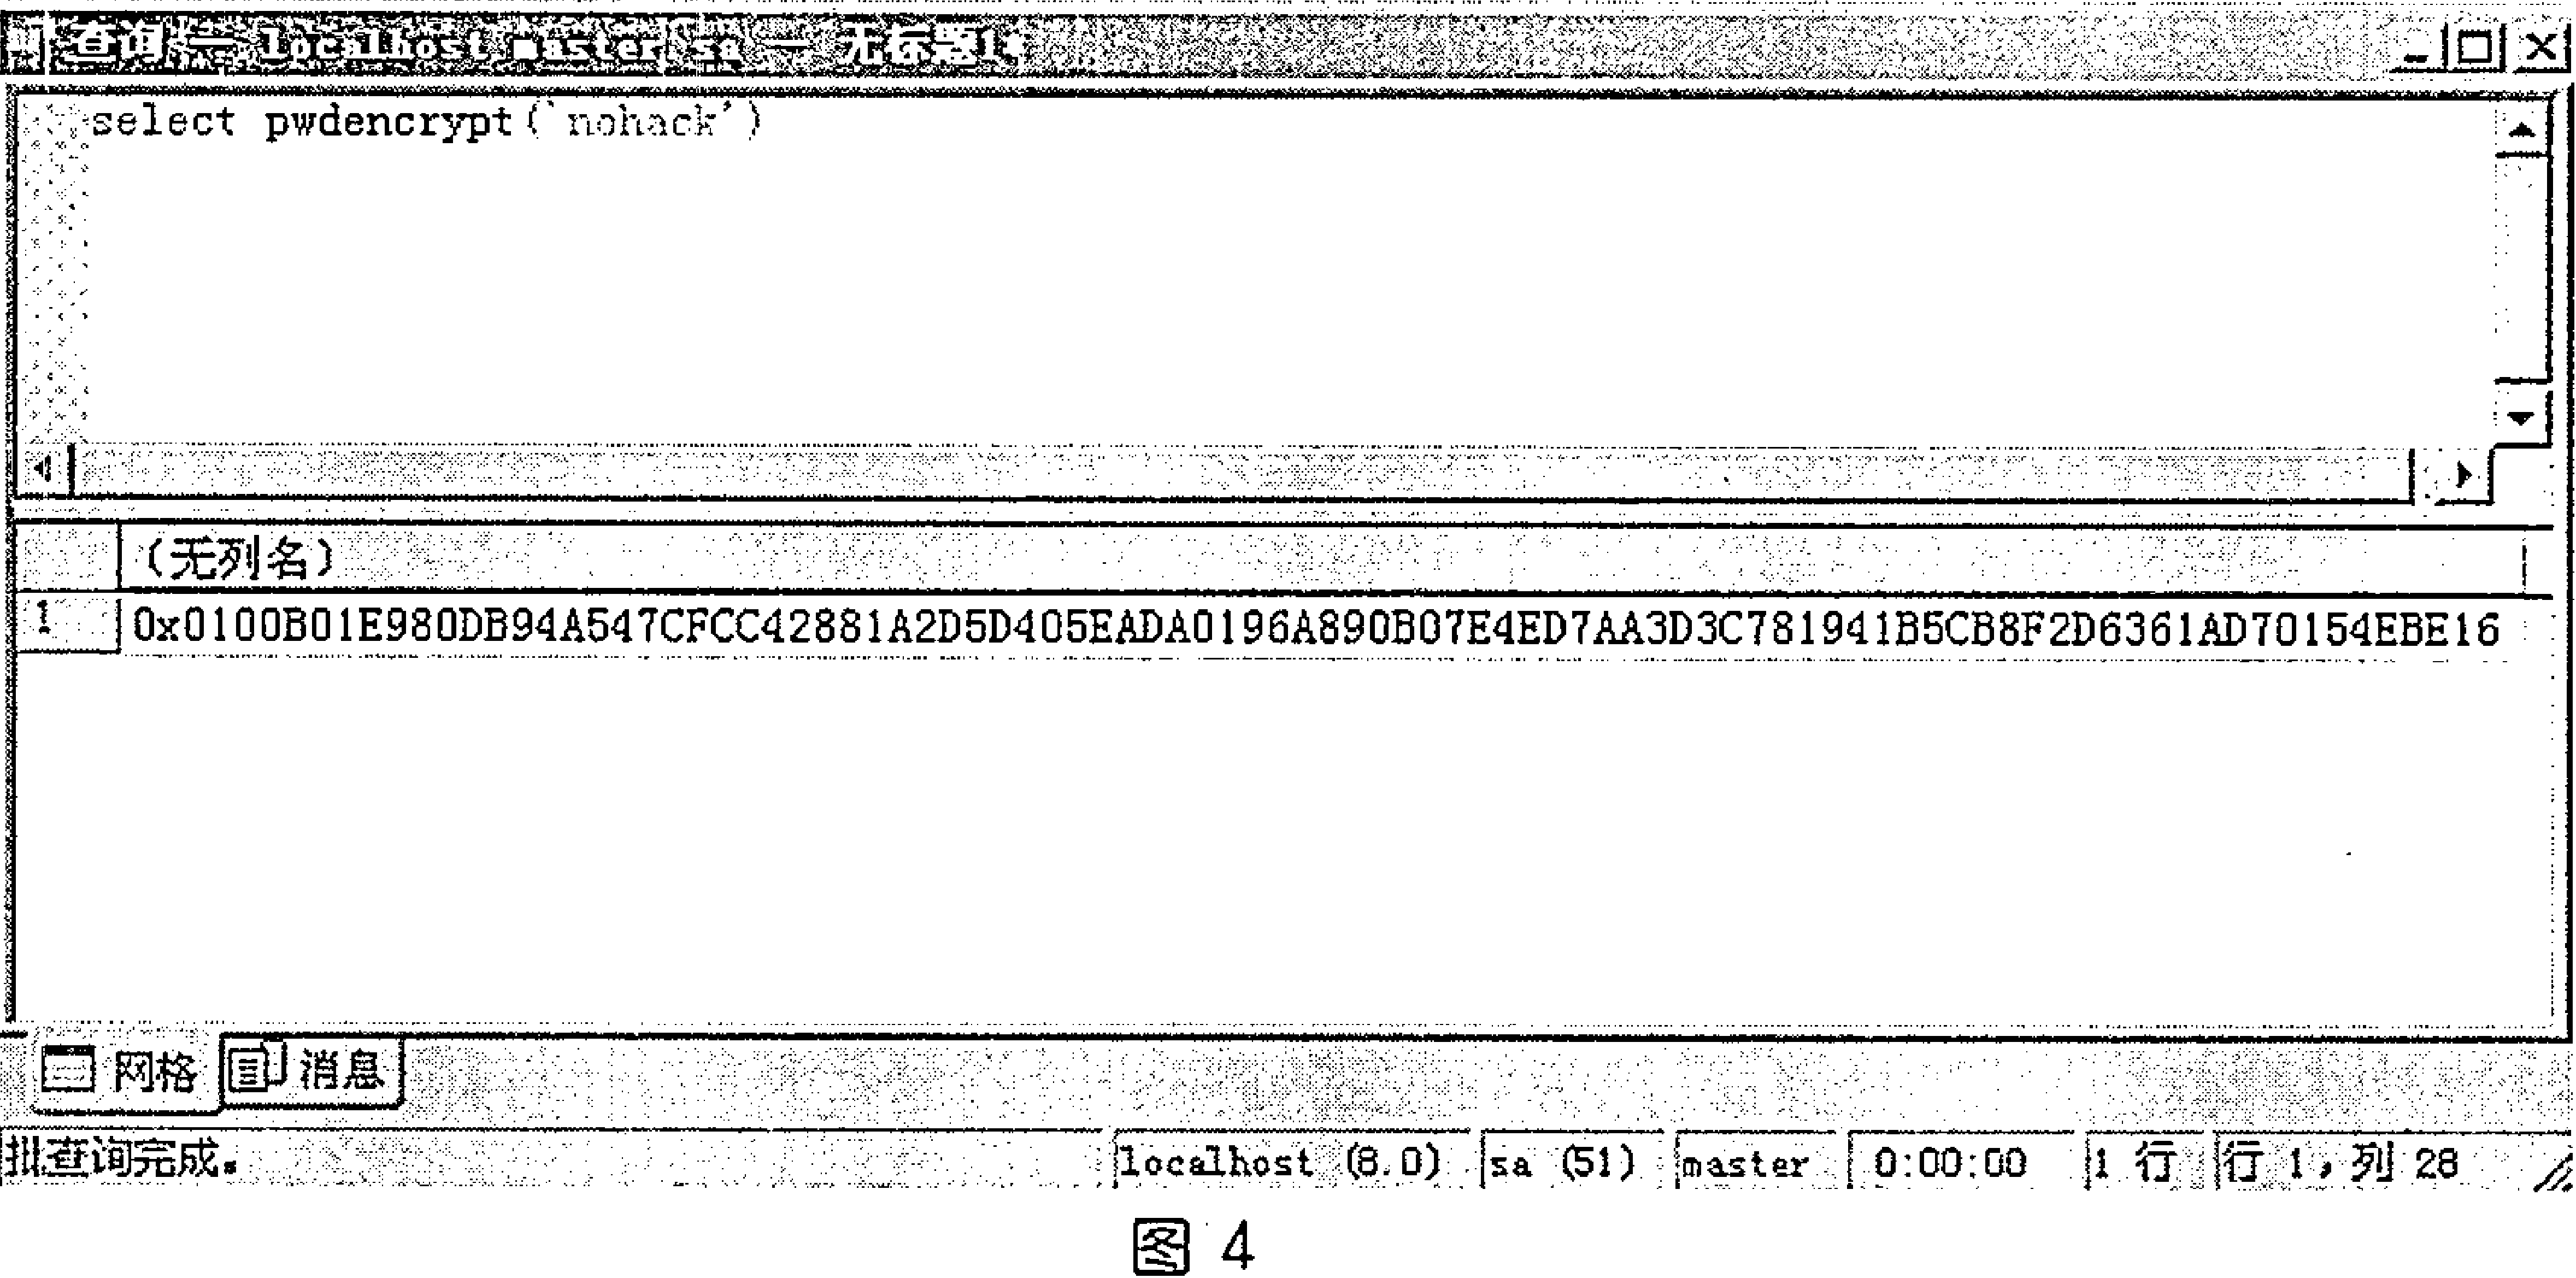 查询 — localhost.master.sa — 无标题1*
select pwdencrypt('nohack')
(无列名)
1 0x0100B01E980DB94A547CFCC42881A2D5D405EADA0196A890B07E4ED7AA3D3C781941B5CB8F2D6361AD70154EBE16
网格 消息
批查询完成。 localhost (8.0) sa (51) master 0:00:00 1 行 行 1, 列 28
图 4